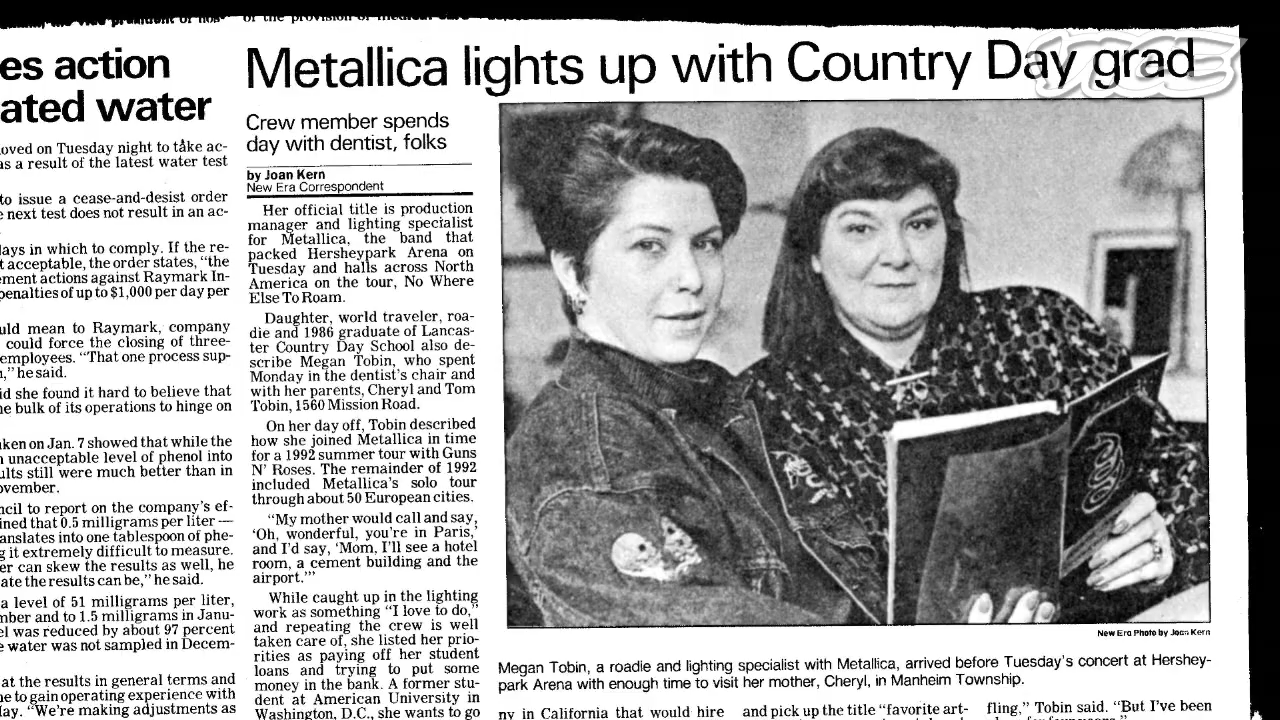 the vice president of hos-
of the provision of medical care
VICE
es action
ated water
oved on Tuesday night to take ac-
as a result of the latest water test
to issue a cease-and-desist order
e next test does not result in an ac-
days in which to comply. If the re-
t acceptable, the order states, “the
ement actions against Raymark In-
penalties of up to $1,000 per day per
uld mean to Raymark, company
could force the closing of three-
employees. “That one process sup-
,” he said.
id she found it hard to believe that
he bulk of its operations to hinge on
aken on Jan. 7 showed that while the
n unacceptable level of phenol into
ults still were much better than in
ovember.
ncil to report on the company's ef-
ined that 0.5 milligrams per liter —
anslates into one tablespoon of phe-
g it extremely difficult to measure.
er can skew the results as well, he
ate the results can be,” he said.
a level of 51 milligrams per liter,
mber and to 1.5 milligrams in Janu-
el was reduced by about 97 percent
e water was not sampled in Decem-
at the results in general terms and
ne to gain operating experience with
lay. “We're making adjustments as
Metallica lights up with Country Day grad
Crew member spends
day with dentist, folks
by Joan Kern
New Era Correspondent
Her official title is production
manager and lighting specialist
for Metallica, the band that
packed Hersheypark Arena on
Tuesday and halls across North
America on the tour, No Where
Else To Roam.
Daughter, world traveler, roa-
die and 1986 graduate of Lancas-
ter Country Day School also de-
scribe Megan Tobin, who spent
Monday in the dentist's chair and
with her parents, Cheryl and Tom
Tobin, 1560 Mission Road.
On her day off, Tobin described
how she joined Metallica in time
for a 1992 summer tour with Guns
N' Roses. The remainder of 1992
included Metallica's solo tour
through about 50 European cities.
“My mother would call and say,
‘Oh, wonderful, you're in Paris,’
and I'd say, ‘Mom, I'll see a hotel
room, a cement building and the
airport.’”
While caught up in the lighting
work as something “I love to do,”
and repeating the crew is well
taken care of, she listed her prio-
rities as paying off her student
loans and trying to put some
money in the bank. A former stu-
dent at American University in
Washington, D.C., she wants to go
New Era Photo by Joan Kern
Megan Tobin, a roadie and lighting specialist with Metallica, arrived before Tuesday's concert at Hershey-
park Arena with enough time to visit her mother, Cheryl, in Manheim Township.
ny in California that would hire
and pick up the title “favorite art-
fling,” Tobin said. “But I've been